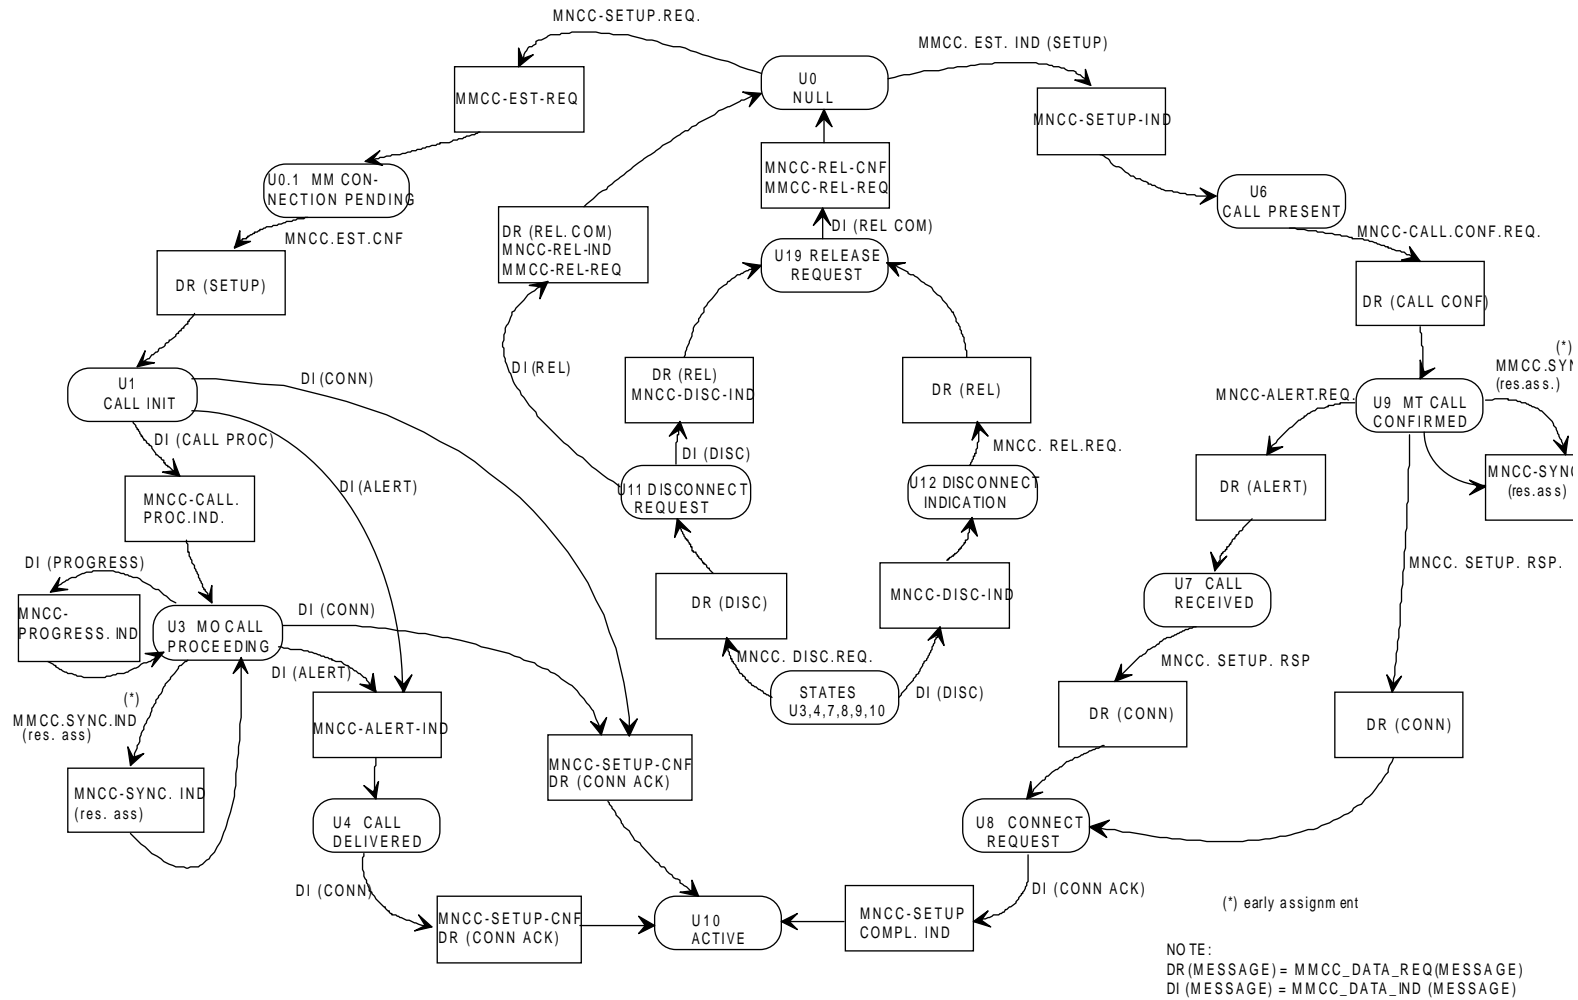 MNCC-SETUP.REQ.
MMCC. EST. IND (SETUP)
U0
NULL
MMCC-EST-REQ
MNCC-SETUP-IND
MNCC-REL-CNF
MMCC-REL-REQ
U0.1 MM CON-
NECTION PENDING
U6
CALL PRESENT
DI (REL COM)
MNCC.EST.CNF
DR (REL. COM)
MNCC-REL-IND
MMCC-REL-REQ
MNCC-CALL.CONF.REQ.
U19 RELEASE
REQUEST
DR (SETUP)
DR (CALL CONF)
(*)
MMCC.SYN
(res.ass.)
DI (REL)
U1
CALL INIT
DI (CONN)
DR (REL)
MNCC-DISC-IND
DR (REL)
MNCC-ALERT.REQ.
U9 MT CALL
CONFIRMED
DI (CALL PROC)
DI (DISC)
MNCC. REL.REQ.
DI (ALERT)
U11 DISCONNECT
REQUEST
U12 DISCONNECT
INDICATION
DR (ALERT)
MNCC-SYNC
(res.ass)
MNCC-CALL.
PROC.IND.
DI (PROGRESS)
MNCC. SETUP. RSP.
MNCC-
PROGRESS. IND
U3 MO CALL
PROCEEDING
DI (CONN)
DR (DISC)
MNCC-DISC-IND
U7 CALL
RECEIVED
DI (ALERT)
MNCC. DISC.REQ.
MNCC. SETUP. RSP
(*)
MMCC.SYNC.IND
(res. ass)
STATES
U3,4,7,8,9,10
DI (DISC)
MNCC-ALERT-IND
DR (CONN)
DR (CONN)
MNCC-SETUP-CNF
DR (CONN ACK)
MNCC-SYNC. IND
(res. ass)
U4 CALL
DELIVERED
U8 CONNECT
REQUEST
DI (CONN)
DI (CONN ACK)
MNCC-SETUP-CNF
DR (CONN ACK)
U10
ACTIVE
MNCC-SETUP
COMPL. IND
(*) early assignment
NOTE:
DR(MESSAGE) = MMCC_DATA_REQ(MESSAGE)
DI (MESSAGE) = MMCC_DATA_IND (MESSAGE)